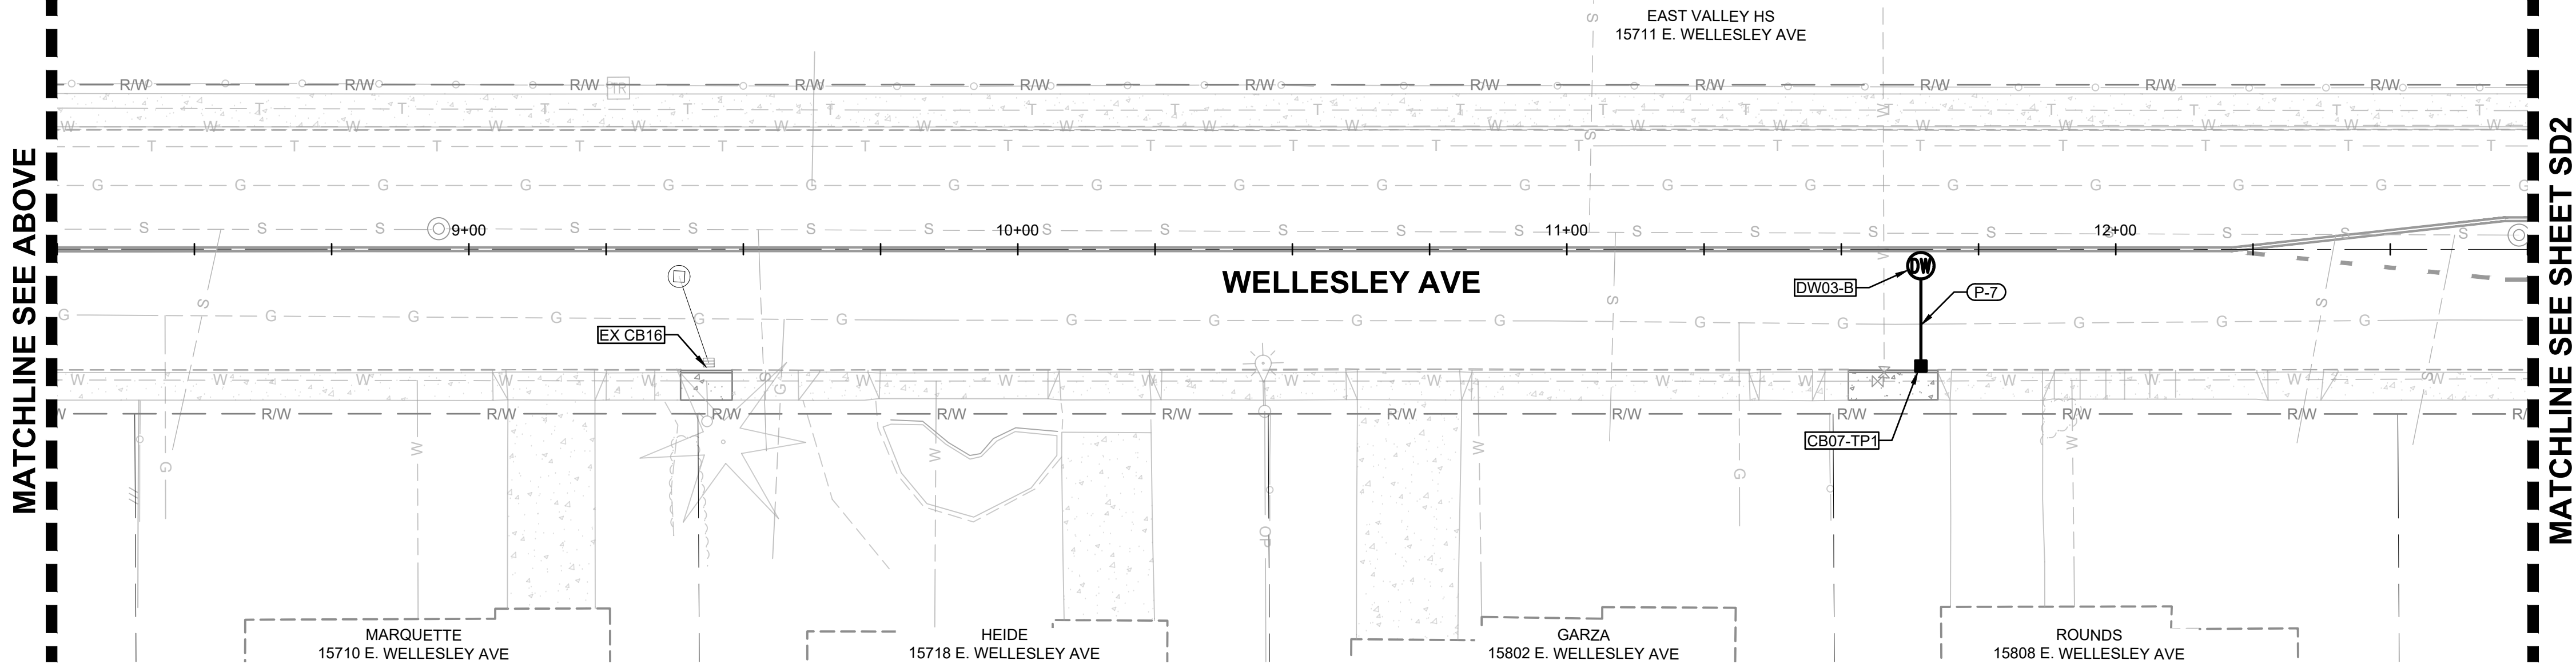 EAST VALLEY HS
15711 E. WELLESLEY AVE
R/W R/W R/W R/W R/W R/W R/W R/W R/W R/W R/W
TR
T T T T T T T T T T T T T T T T T
W W W W W W W W W W W W W W W W W W
T T T T T T T T T T T T T T T T T
G G G G G G G G G G G G G G G G G G
S S S S S S S S S S S S S S S S S S S S
9+00 10+00 11+00 12+00
MATCHLINE SEE ABOVE
WELLESLEY AVE
MATCHLINE SEE SHEET SD2
DW
DW03-B
P-7
G G G G G G G G G G G G G G G G
EX CB16
W W W W W W W W W W W W W W W
R/W R/W R/W R/W R/W R/W R/W R/W R/W R/W
CB07-TP1
OP
MARQUETTE
15710 E. WELLESLEY AVE
HEIDE
15718 E. WELLESLEY AVE
GARZA
15802 E. WELLESLEY AVE
ROUNDS
15808 E. WELLESLEY AVE